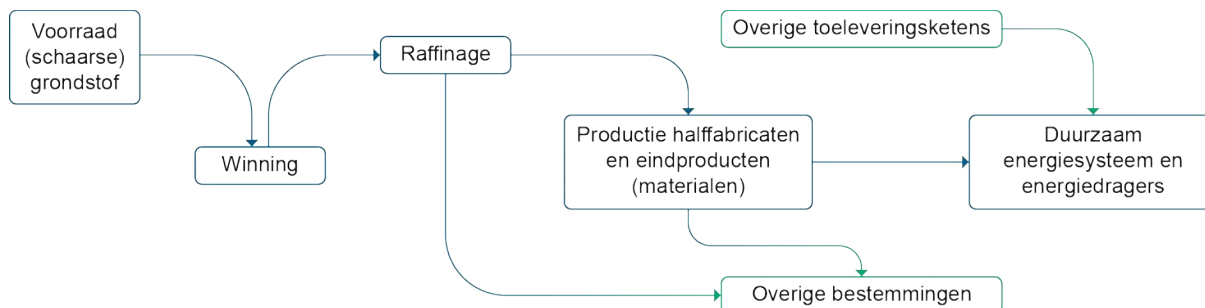 Voorraad
(schaarse)
grondstof
Winning
Raffinage
Overige toeleveringsketens
Productie halffabricaten
en eindproducten
(materialen)
Duurzaam
energiesysteem en
energiedragers
Overige bestemmingen